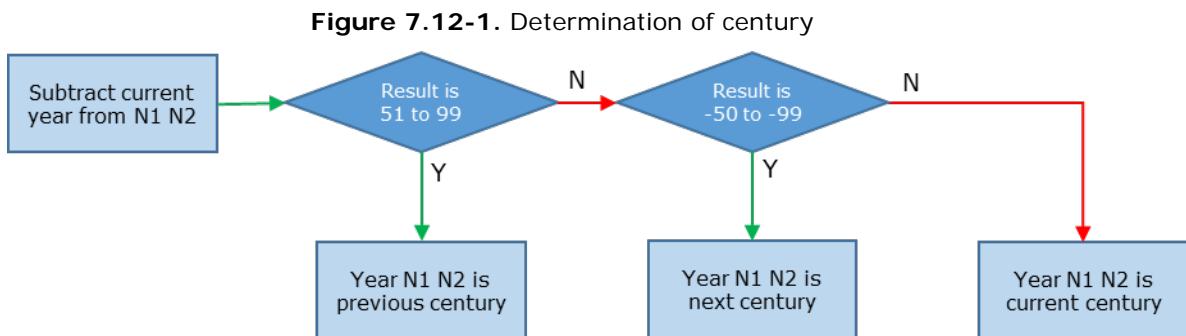 Figure 7.12-1. Determination of century
Subtract current
year from N1 N2
Result is
51 to 99
N
Result is
-50 to -99
N
Y
Y
Year N1 N2 is
previous century
Year N1 N2 is
next century
Year N1 N2 is
current century